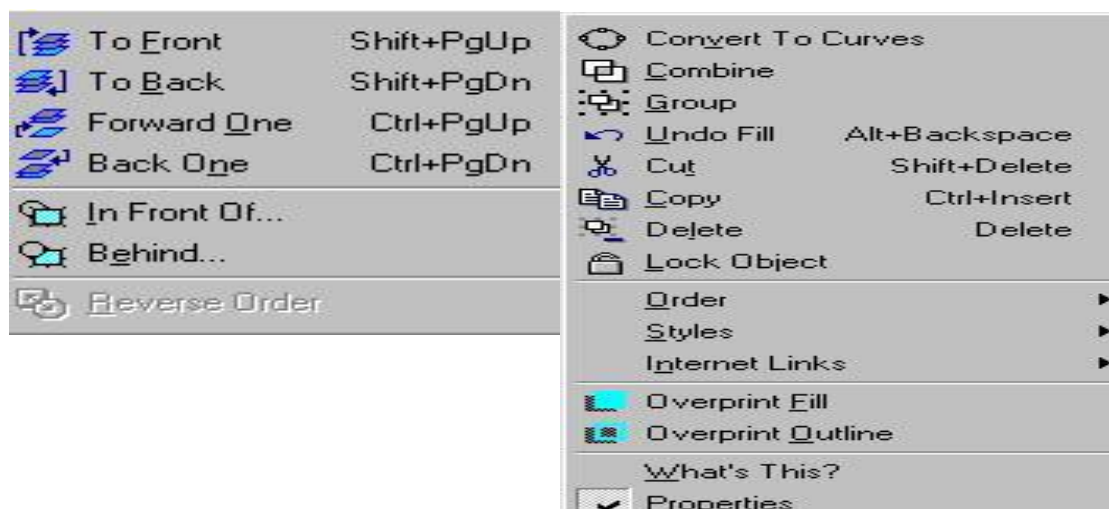 To Front Shift+PgUp
To Back Shift+PgDn
Forward One Ctrl+PgUp
Back One Ctrl+PgDn
In Front Of...
Behind...
Reverse Order
Convert To Curves
Combine
Group
Undo Fill Alt+Backspace
Cut Shift+Delete
Copy Ctrl+Insert
Delete Delete
Lock Object
Order
Styles
Internet Links
Overprint Fill
Overprint Outline
What's This?
Properties